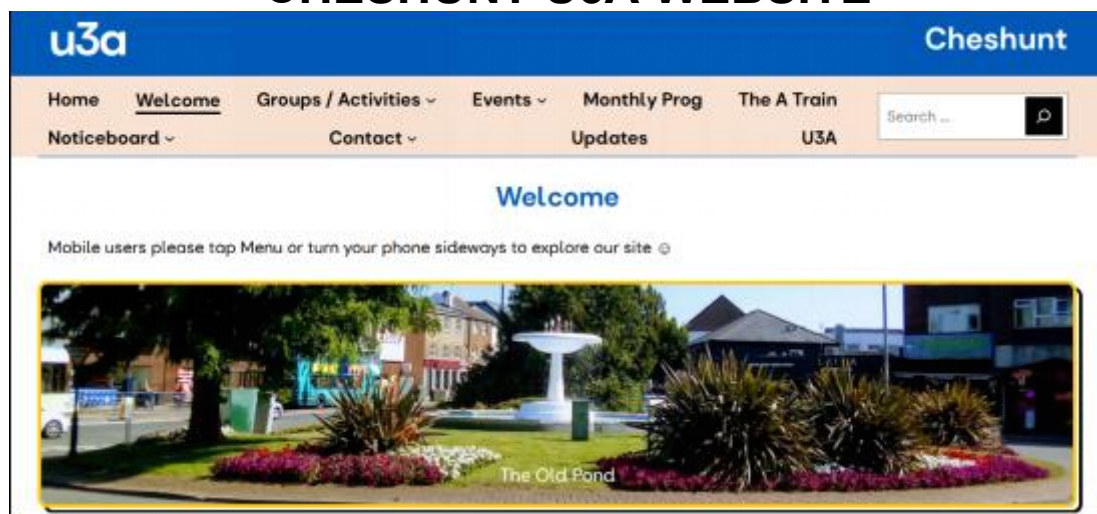 CHESHUNT U3A WEBSITE
u3a Cheshunt
Home Welcome Groups / Activities Events Monthly Prog The A Train
Search ...
Noticeboard Contact Updates U3A
Welcome
Mobile users please tap Menu or turn your phone sideways to explore our site ☺
The Old Pond